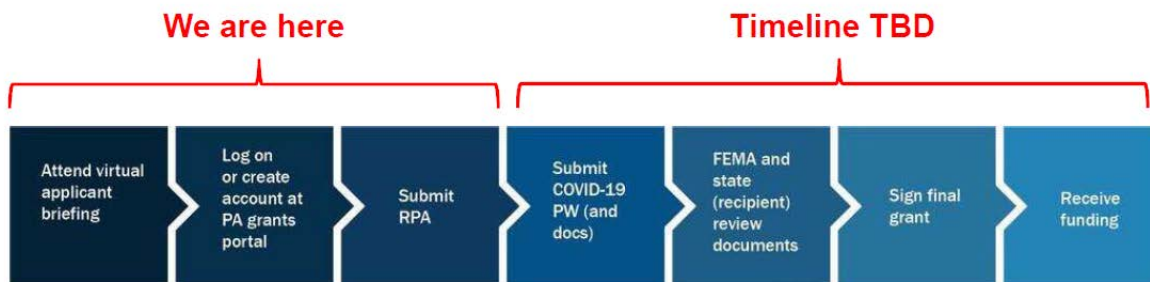 We are here
Timeline TBD
Attend virtual
applicant
briefing
Log on
or create
account at
PA grants
portal
Submit
RPA
Submit
COVID-19
PW (and
docs)
FEMA and
state
(recipient)
review
documents
Sign final
grant
Receive
funding